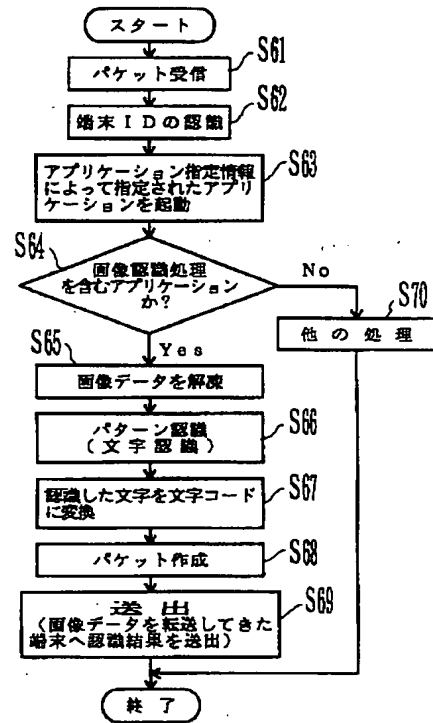 スタート
S61
パケット受信
S62
端末IDの認識
S63
アプリケーション指定情報
によって指定されたアプリ
ケーションを起動
S64
画像認識処理
を含むアプリケーション
か?
No
S70
他の処理
Yes
S65
画像データを解凍
S66
パターン認識
(文字認識)
S67
認識した文字を文字コード
に変換
S68
パケット作成
S69
送出
(画像データを転送してきた
端末へ認識結果を送出)
終了